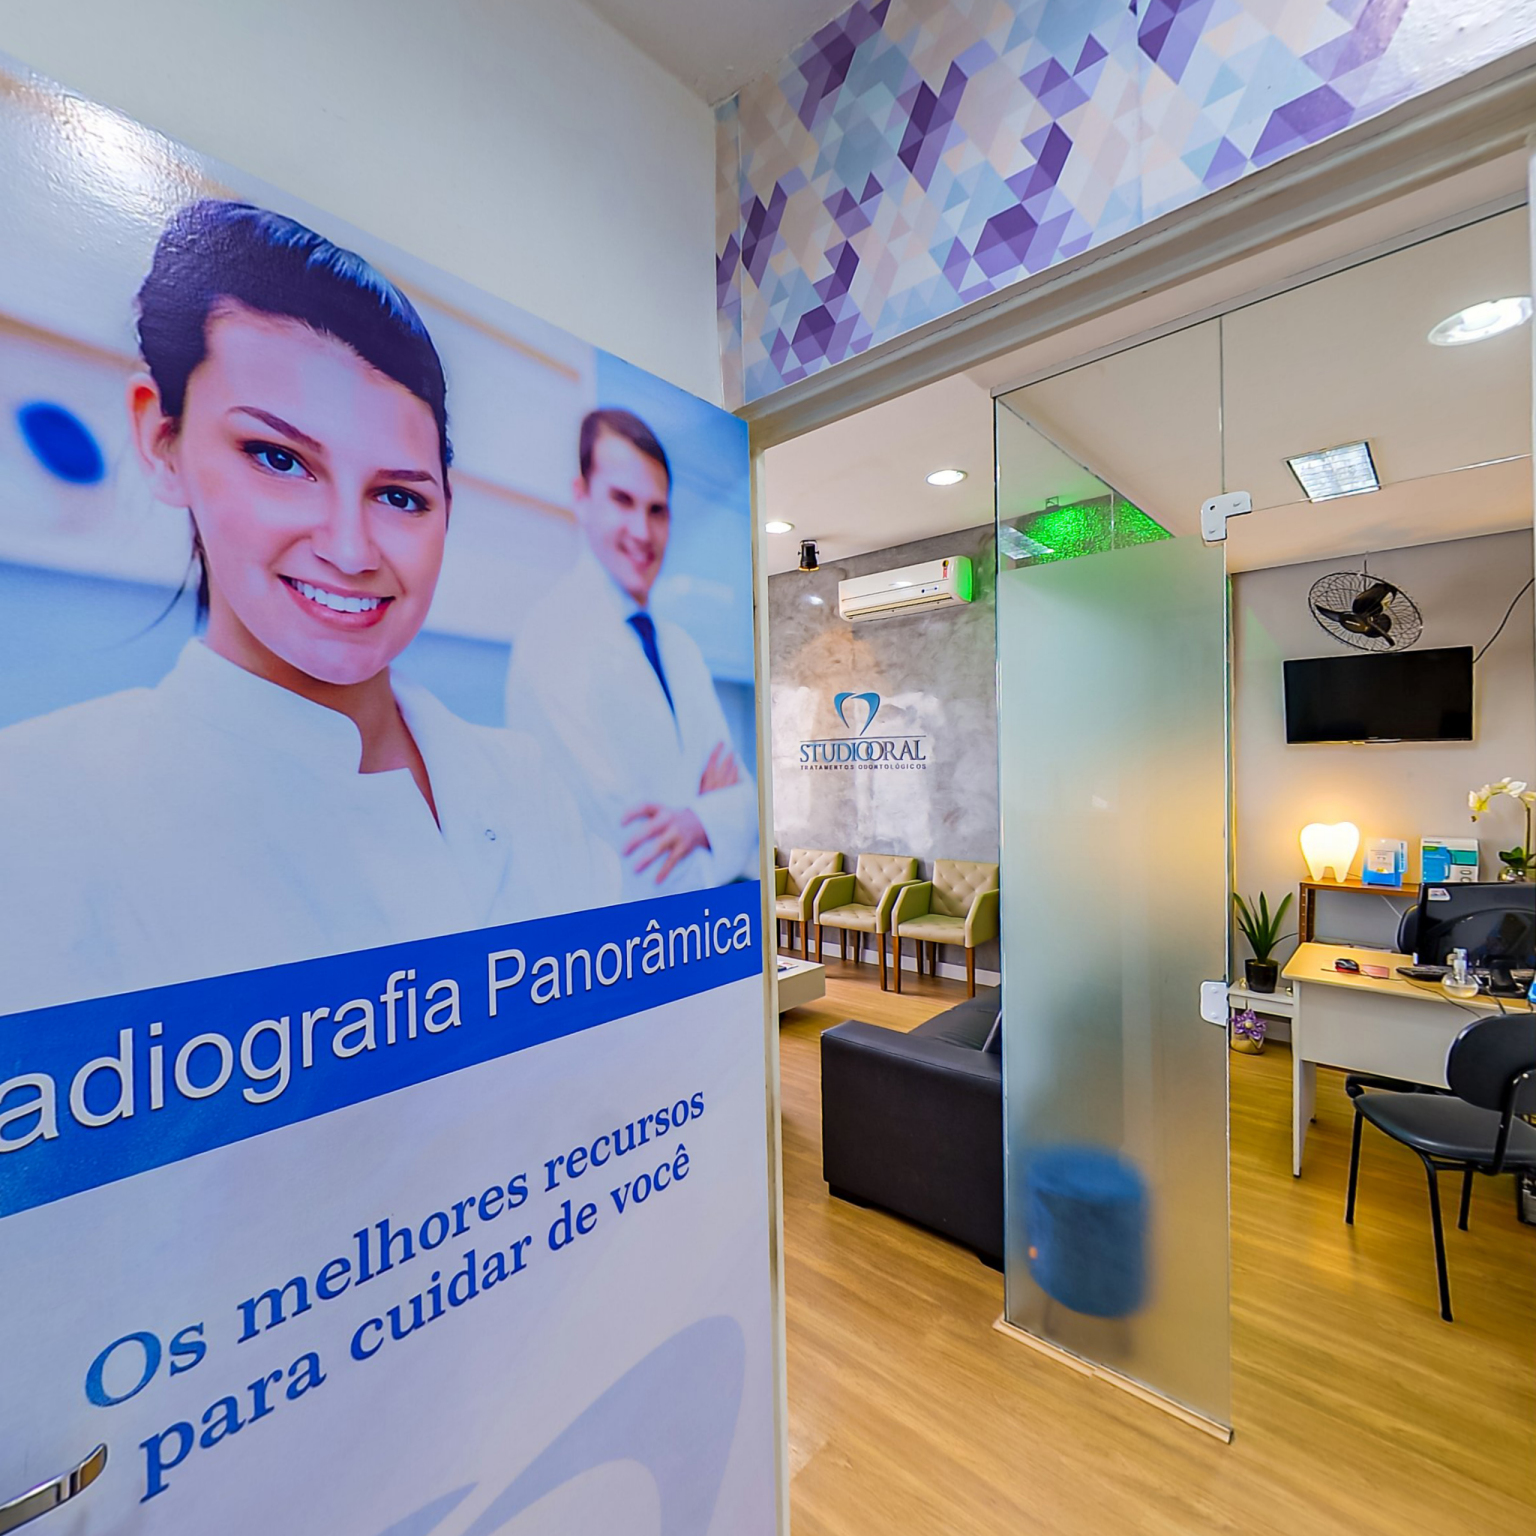 adiografia Panorâmica
Os melhores recursos
para cuidar de você
STUDIOORAL
TRATAMENTOS ODONTOLÓGICOS